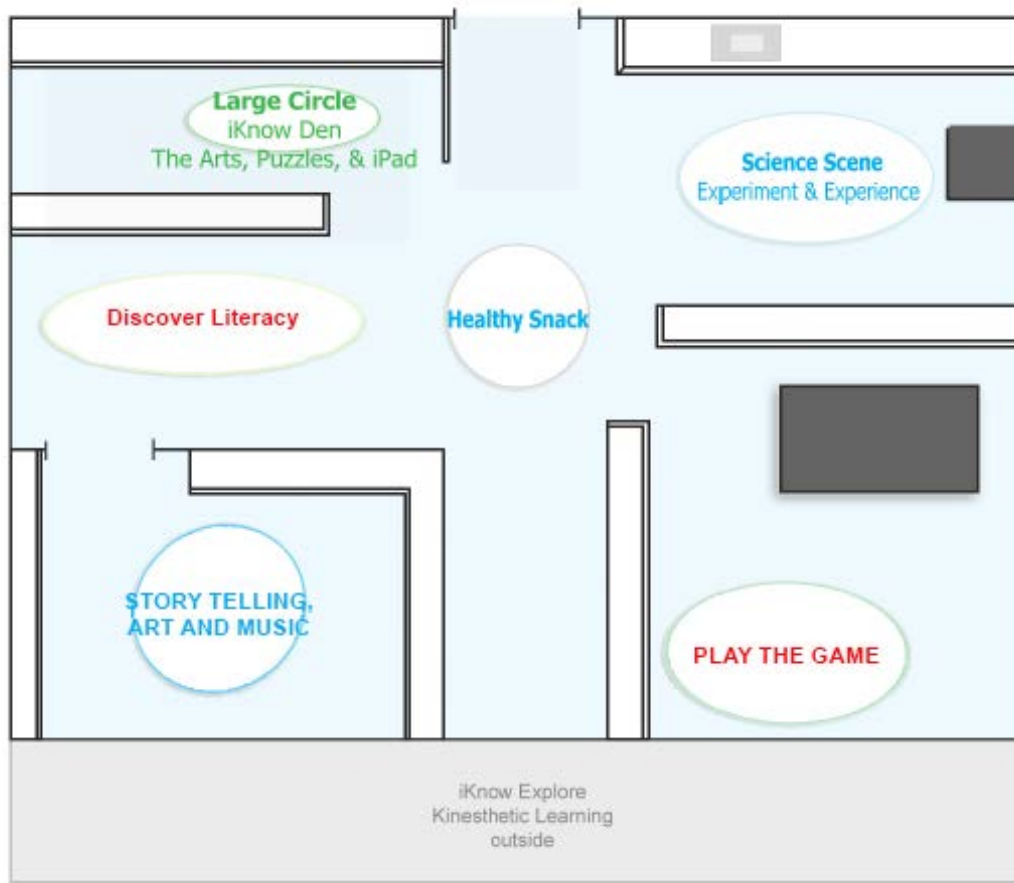 Large Circle
iKnow Den
The Arts, Puzzles, & iPad
Science Scene
Experiment & Experience
Discover Literacy
Healthy Snack
STORY TELLING,
ART AND MUSIC
PLAY THE GAME
iKnow Explore
Kinesthetic Learning
outside